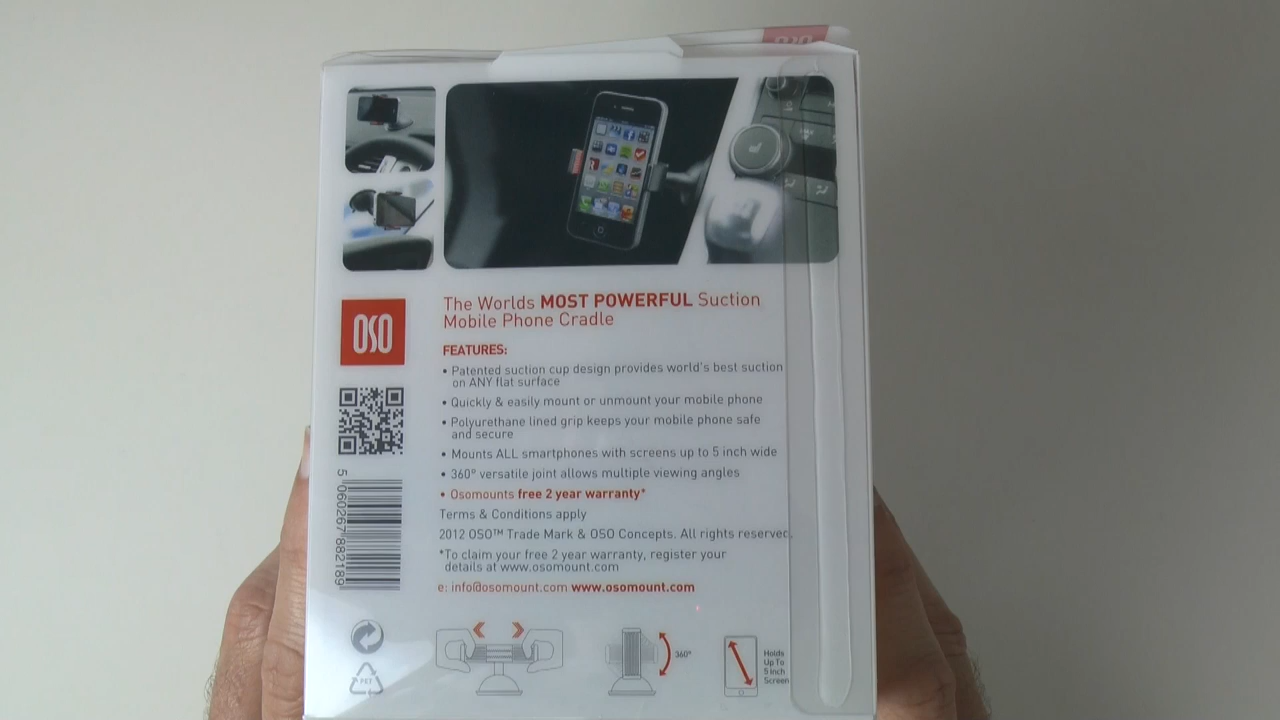 OSO
The Worlds MOST POWERFUL Suction
Mobile Phone Cradle
OSO
FEATURES:
• Patented suction cup design provides world's best suction
on ANY flat surface
• Quickly & easily mount or unmount your mobile phone
• Polyurethane lined grip keeps your mobile phone safe
and secure
• Mounts ALL smartphones with screens up to 5 inch wide
• 360° versatile joint allows multiple viewing angles
• Osomounts free 2 year warranty*
Terms & Conditions apply
2012 OSO™ Trade Mark & OSO Concepts. All rights reserved.
*To claim your free 2 year warranty, register your
details at www.osomount.com
e: info@osomount.com www.osomount.com
5 060267 882189
PET
360°
Holds
Up To
5 inch
Screen